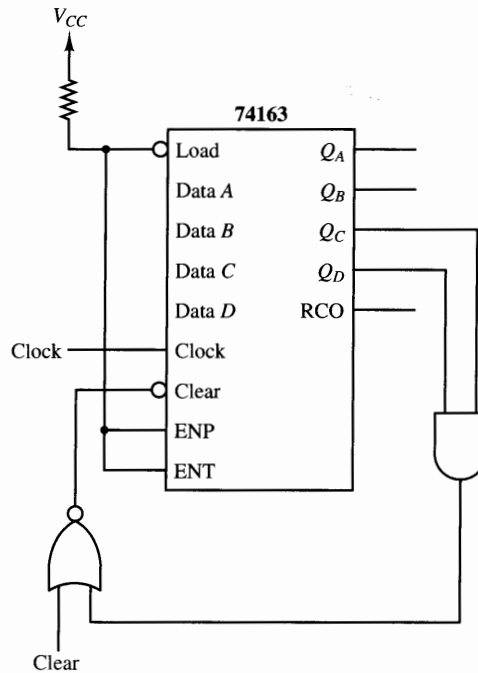 V_CC
74163
Load Q_A
Data A Q_B
Data B Q_C
Data C Q_D
Data D RCO
Clock Clock
Clear
ENP
ENT
Clear